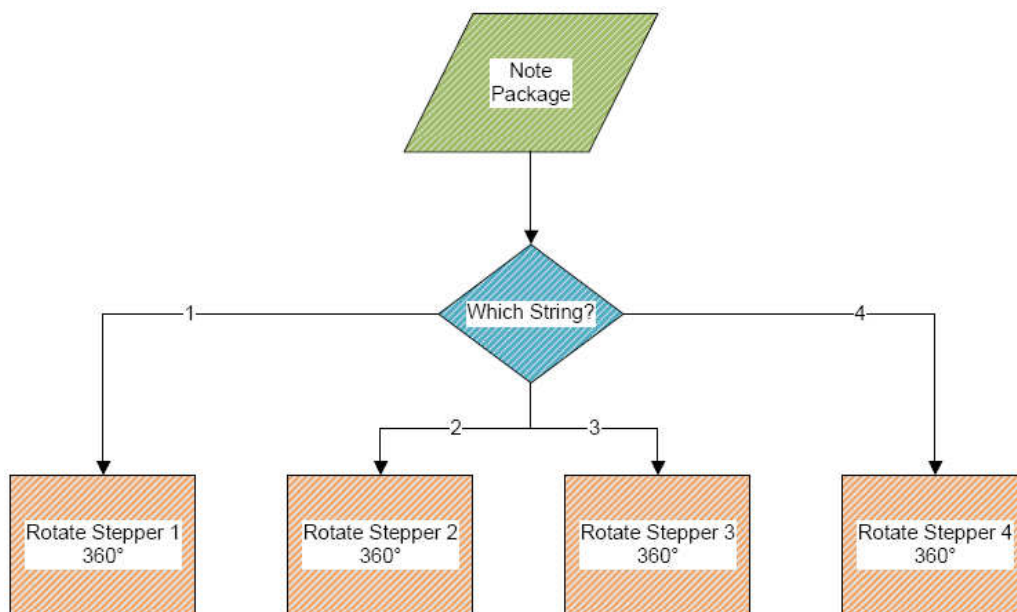 Note
Package
Which String?
1
4
2
3
Rotate Stepper 1
360°
Rotate Stepper 2
360°
Rotate Stepper 3
360°
Rotate Stepper 4
360°